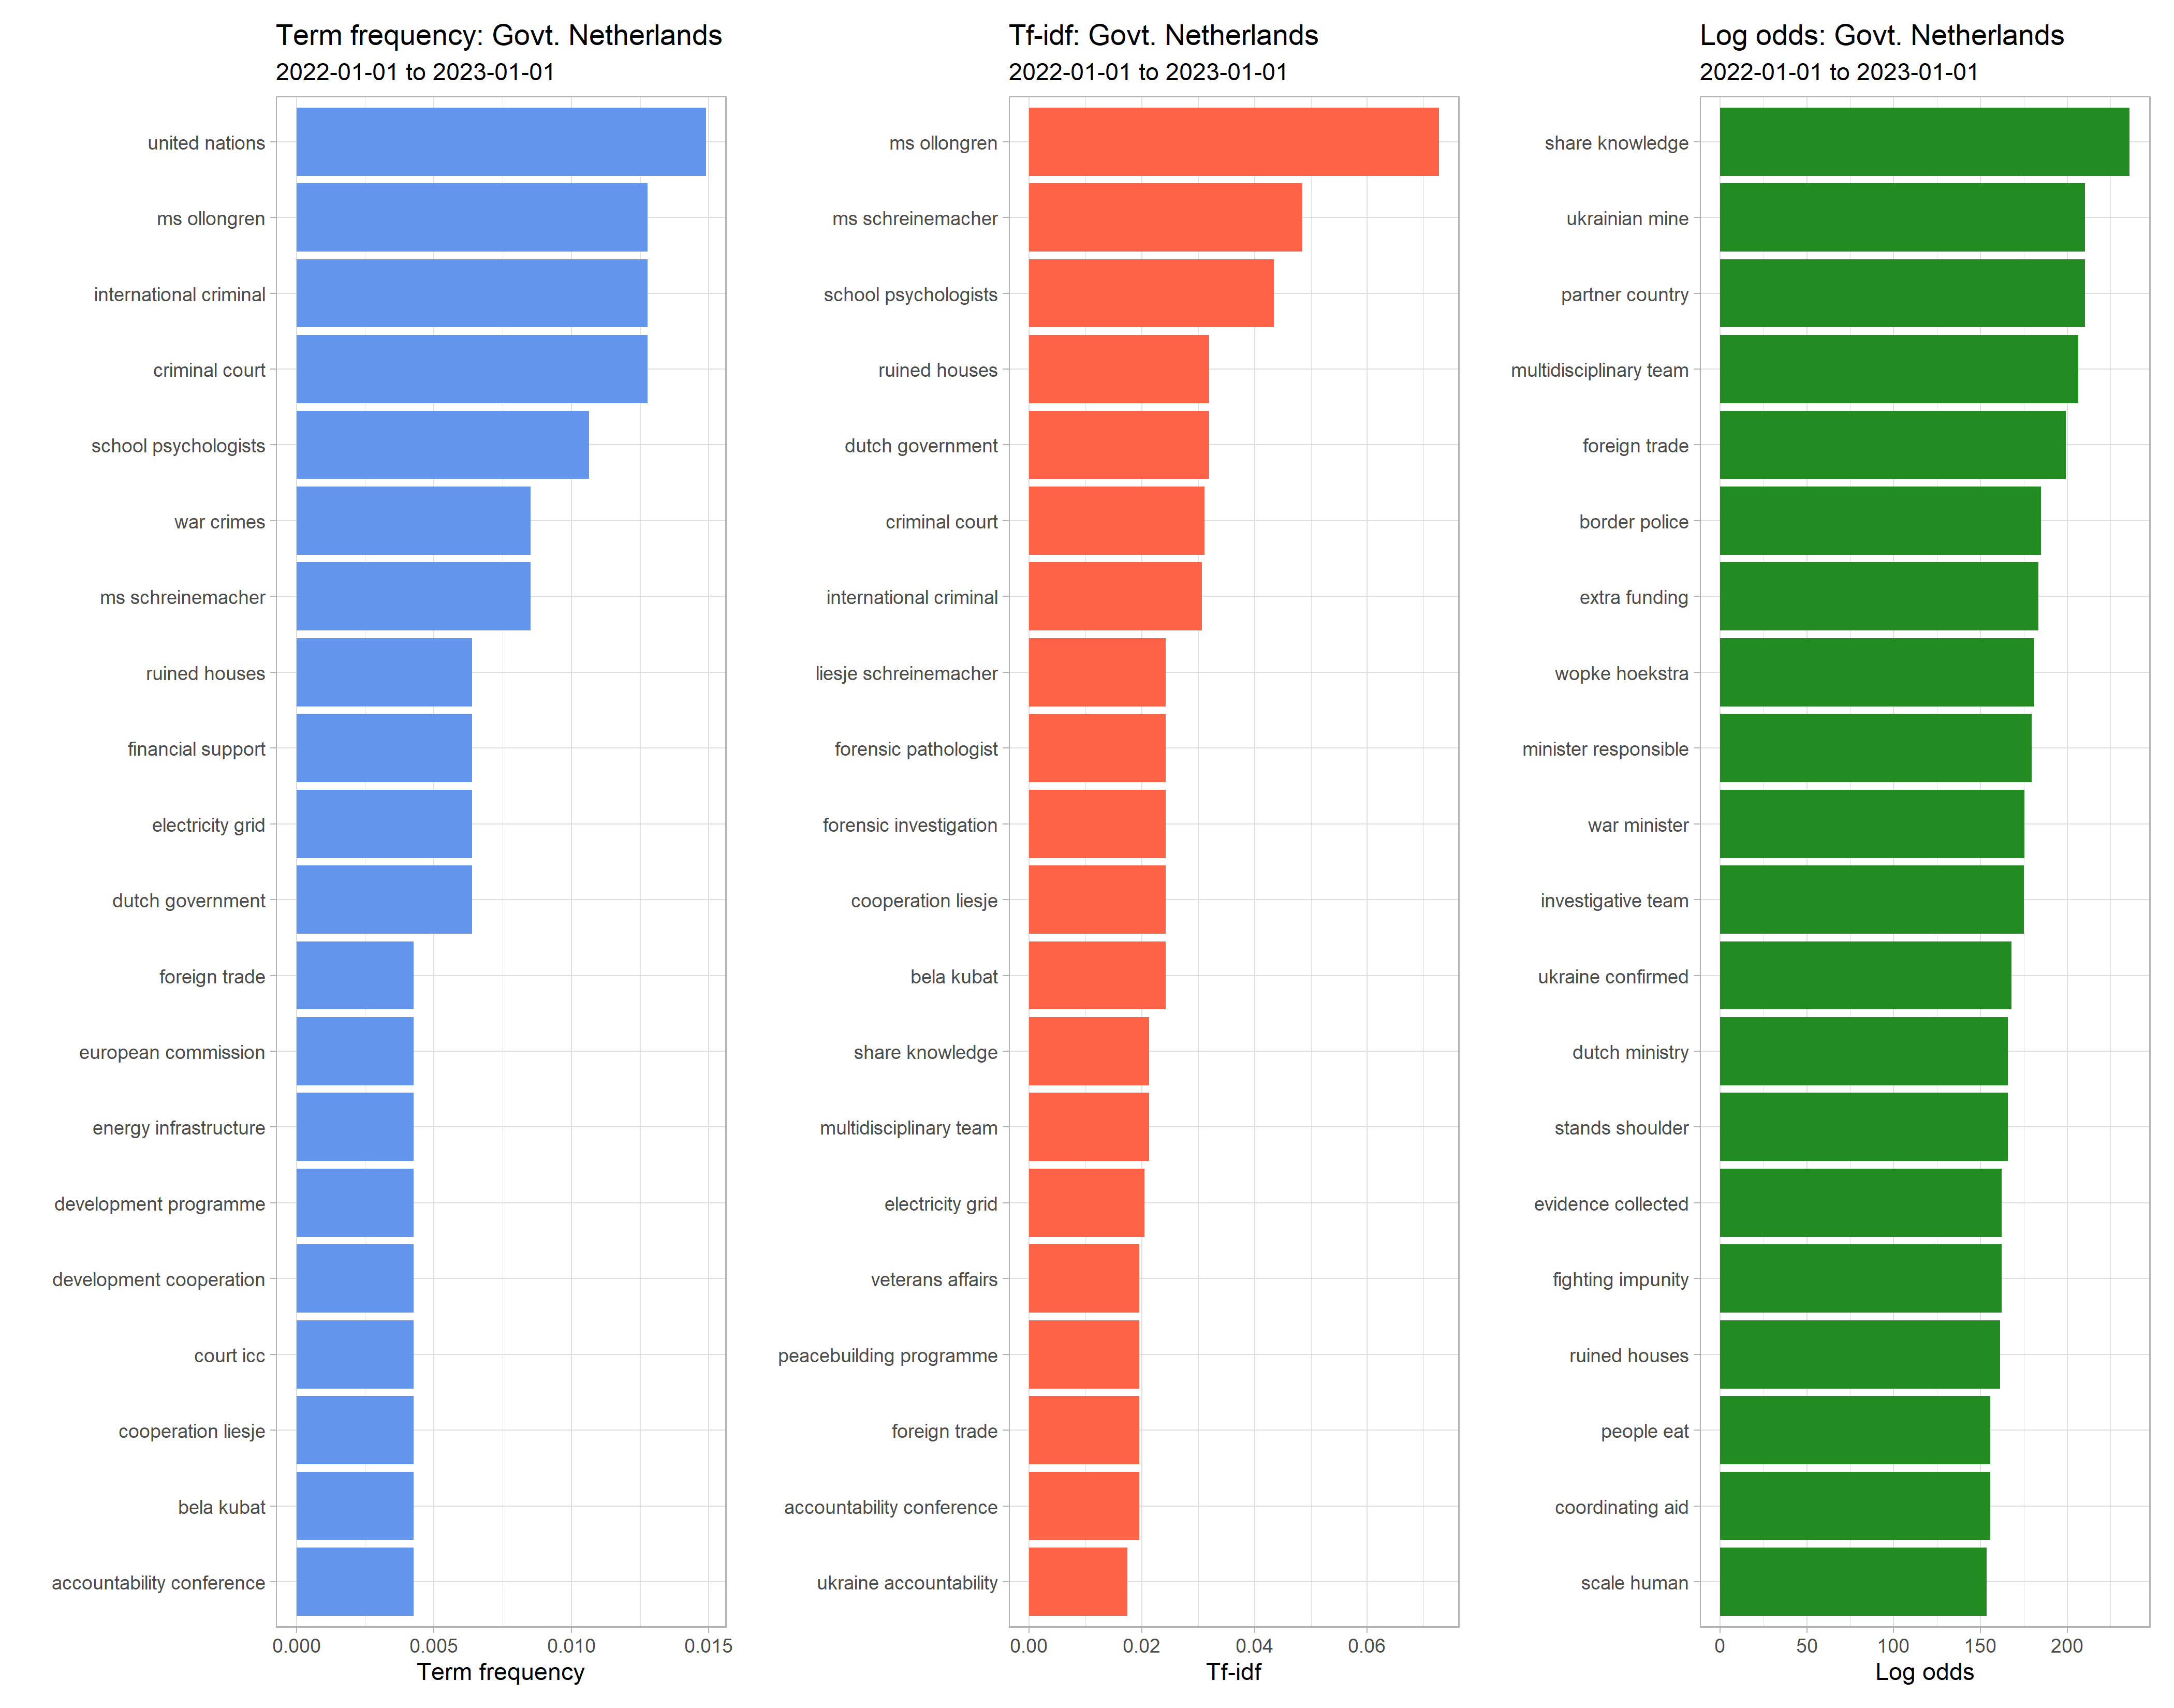 Term frequency: Govt. Netherlands
2022-01-01 to 2023-01-01
united nations
ms ollongren
international criminal
criminal court
school psychologists
war crimes
ms schreinemacher
ruined houses
financial support
electricity grid
dutch government
foreign trade
european commission
energy infrastructure
development programme
development cooperation
court icc
cooperation liesje
bela kubat
accountability conference
0.000 0.005 0.010 0.015
Term frequency
Tf-idf: Govt. Netherlands
2022-01-01 to 2023-01-01
ms ollongren
ms schreinemacher
school psychologists
ruined houses
dutch government
criminal court
international criminal
liesje schreinemacher
forensic pathologist
forensic investigation
cooperation liesje
bela kubat
share knowledge
multidisciplinary team
electricity grid
veterans affairs
peacebuilding programme
foreign trade
accountability conference
ukraine accountability
0.00 0.02 0.04 0.06
Tf-idf
Log odds: Govt. Netherlands
2022-01-01 to 2023-01-01
share knowledge
ukrainian mine
partner country
multidisciplinary team
foreign trade
border police
extra funding
wopke hoekstra
minister responsible
war minister
investigative team
ukraine confirmed
dutch ministry
stands shoulder
evidence collected
fighting impunity
ruined houses
people eat
coordinating aid
scale human
0 50 100 150 200
Log odds